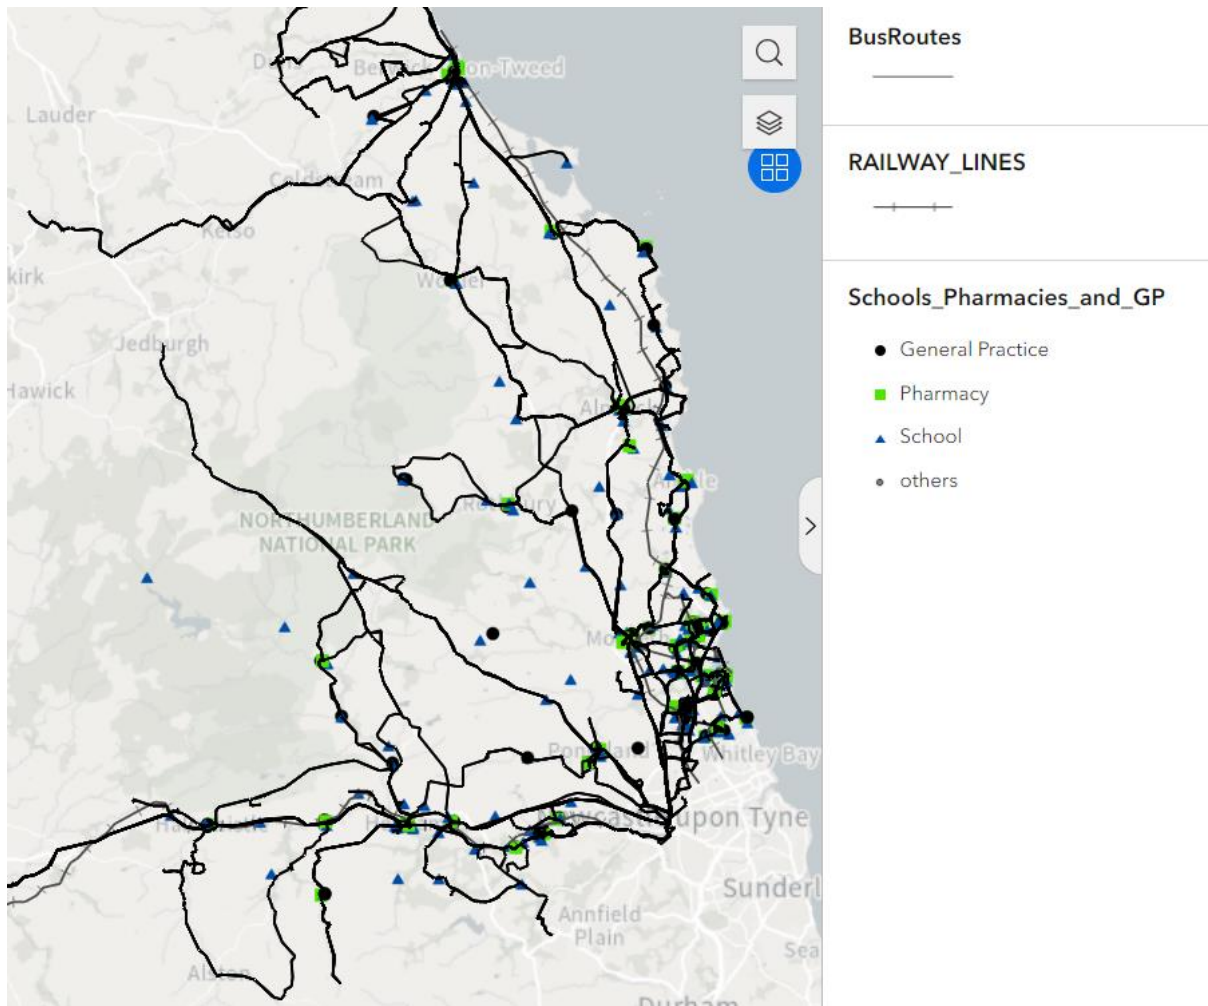 BusRoutes
RAILWAY_LINES
Schools_Pharmacies_and_GP
General Practice
Pharmacy
School
others
Lauder
Coldstream
Kelso
kirk
Jedburgh
Hawick
NORTHUMBERLAND
NATIONAL PARK
Whitley Bay
upon Tyne
Sunderl
Annfield
Plain
Sea
Alston
Durham